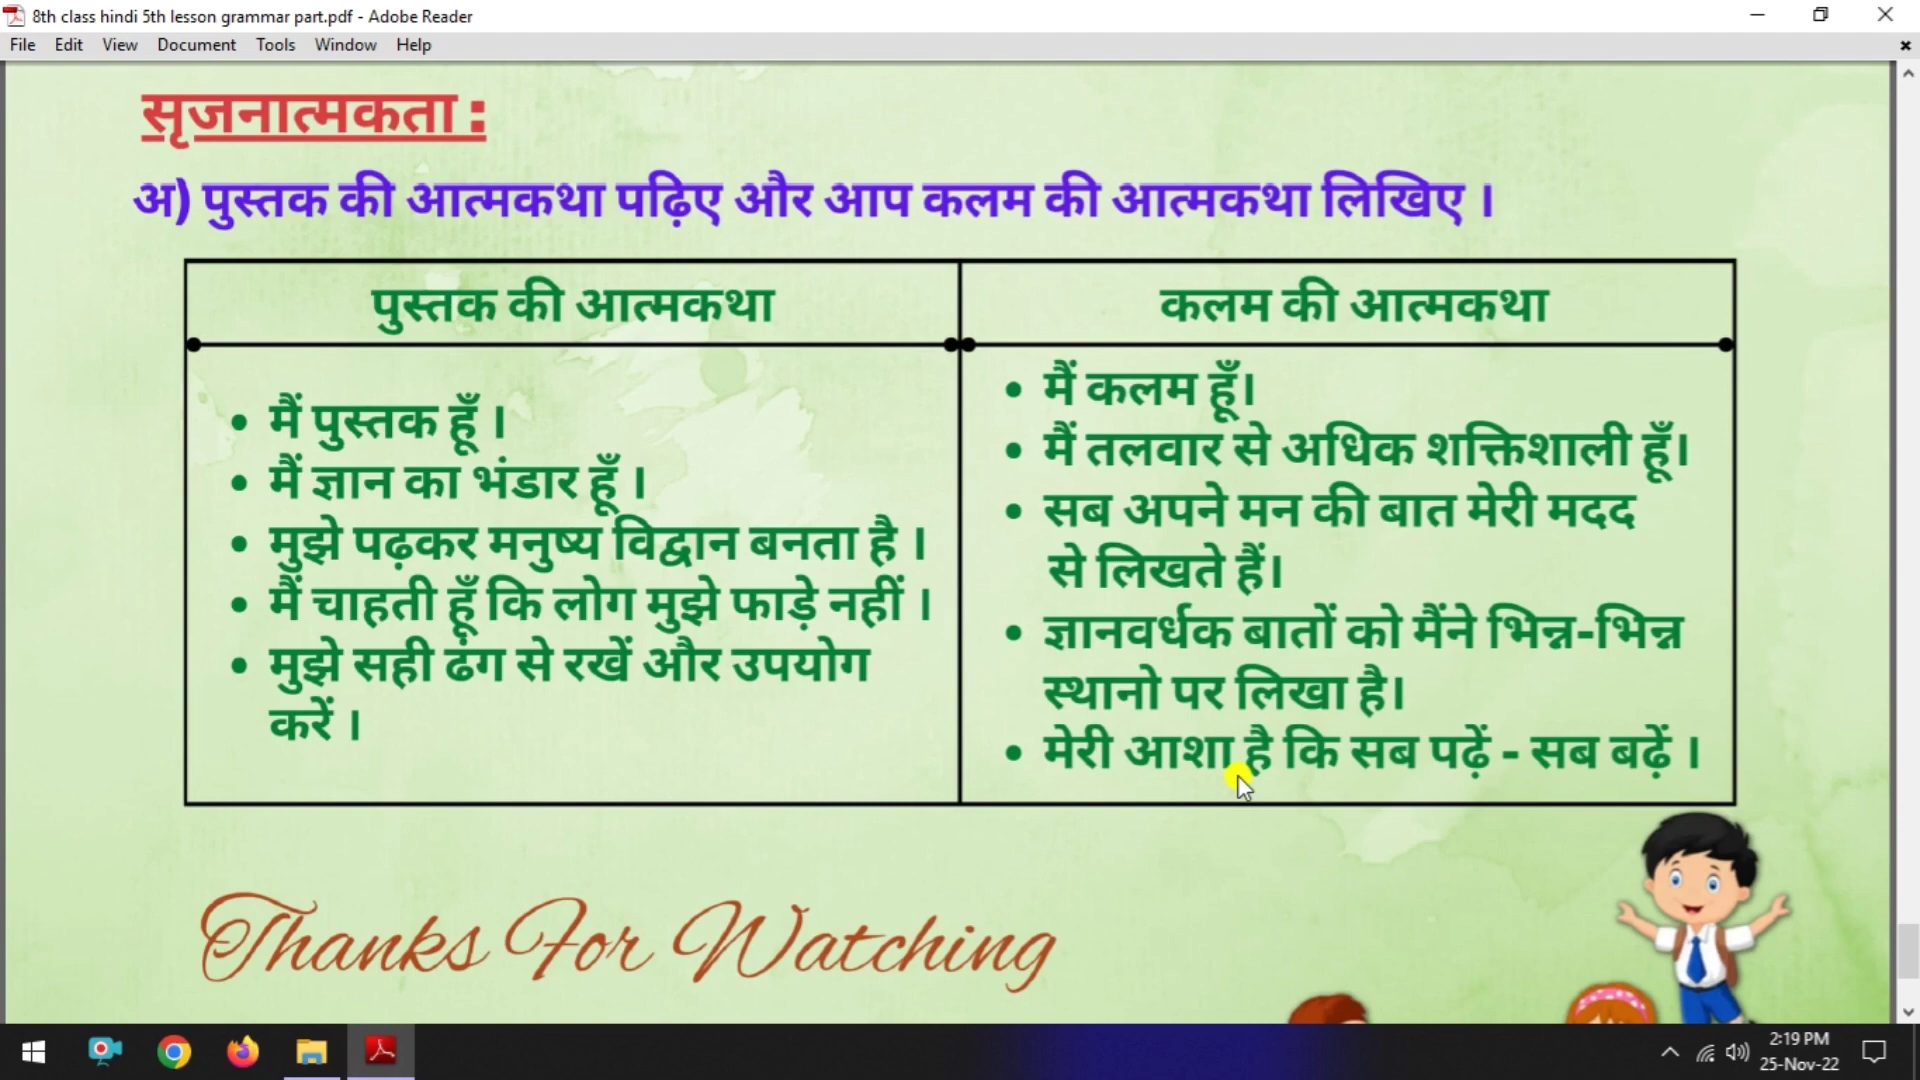 8th class hindi 5th lesson grammar part.pdf - Adobe Reader
File Edit View Document Tools Window Help
सृजनात्मकता :
अ) पुस्तक की आत्मकथा पढ़िए और आप कलम की आत्मकथा लिखिए ।
पुस्तक की आत्मकथा
• मैं पुस्तक हूँ ।
• मैं ज्ञान का भंडार हूँ ।
• मुझे पढ़कर मनुष्य विद्वान बनता है ।
• मैं चाहती हूँ कि लोग मुझे फाड़े नहीं ।
• मुझे सही ढंग से रखें और उपयोग
करें ।
कलम की आत्मकथा
• मैं कलम हूँ।
• मैं तलवार से अधिक शक्तिशाली हूँ।
• सब अपने मन की बात मेरी मदद
से लिखते हैं।
• ज्ञानवर्धक बातों को मैंने भिन्न-भिन्न
स्थानो पर लिखा है।
• मेरी आशा है कि सब पढ़ें - सब बढ़ें ।
Thanks For Watching
2:19 PM
25-Nov-22